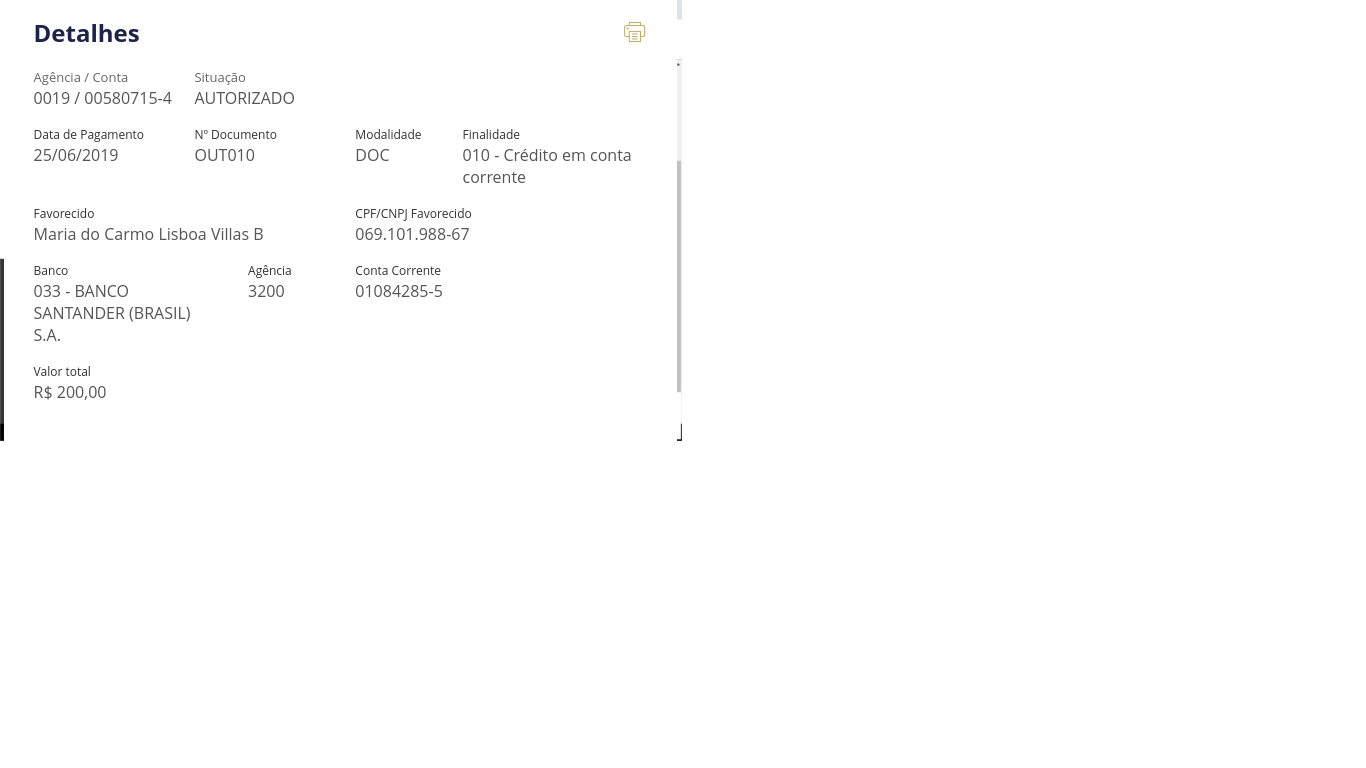 Detalhes
Agência / Conta Situação
0019 / 00580715-4 AUTORIZADO
Data de Pagamento Nº Documento Modalidade Finalidade
25/06/2019 OUT010 DOC 010 - Crédito em conta
corrente
Favorecido CPF/CNPJ Favorecido
Maria do Carmo Lisboa Villas B 069.101.988-67
Banco Agência Conta Corrente
033 - BANCO 3200 01084285-5
SANTANDER (BRASIL)
S.A.
Valor total
R$ 200,00